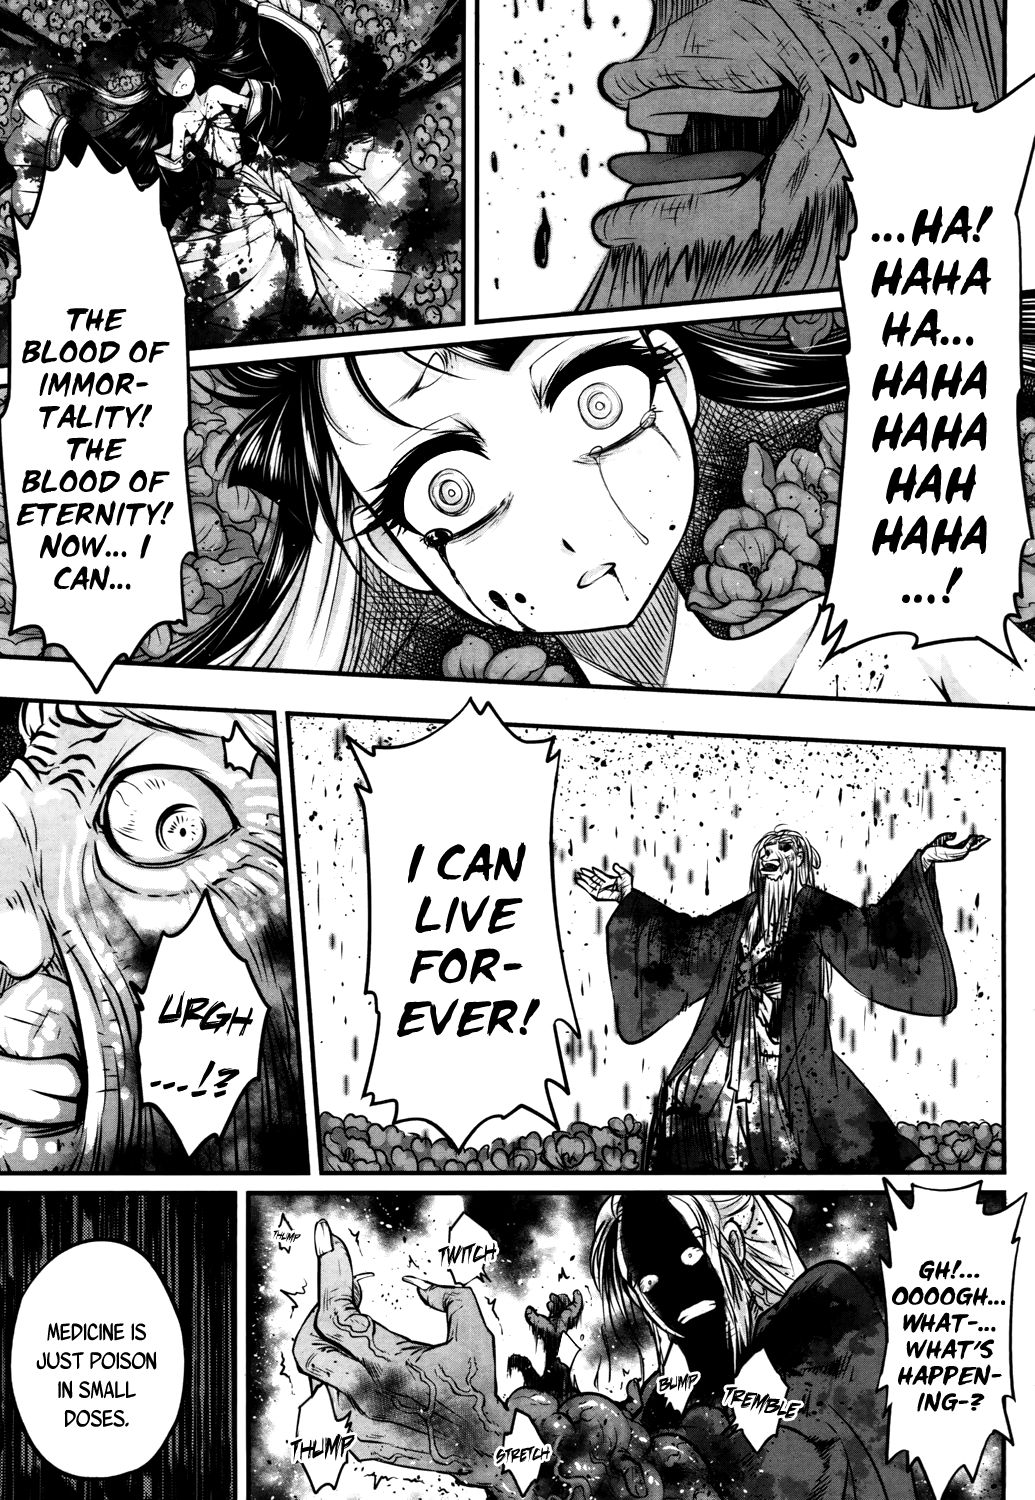 ...HA!
HAHA
HA...
HAHA
HAHA
HAH
HAHA
...!
THE
BLOOD OF
IMMOR-
TALITY!
THE
BLOOD OF
ETERNITY!
NOW... I
CAN...
I CAN
LIVE
FOR-
EVER!
URGH
...!?
GH!...
OOOOGH...
WHAT-...
WHAT'S
HAPPEN-
ING-?
TREMBLE
BUMP
TWITCH
STRETCH
THUMP
THUMP
MEDICINE IS
JUST POISON
IN SMALL
DOSES.